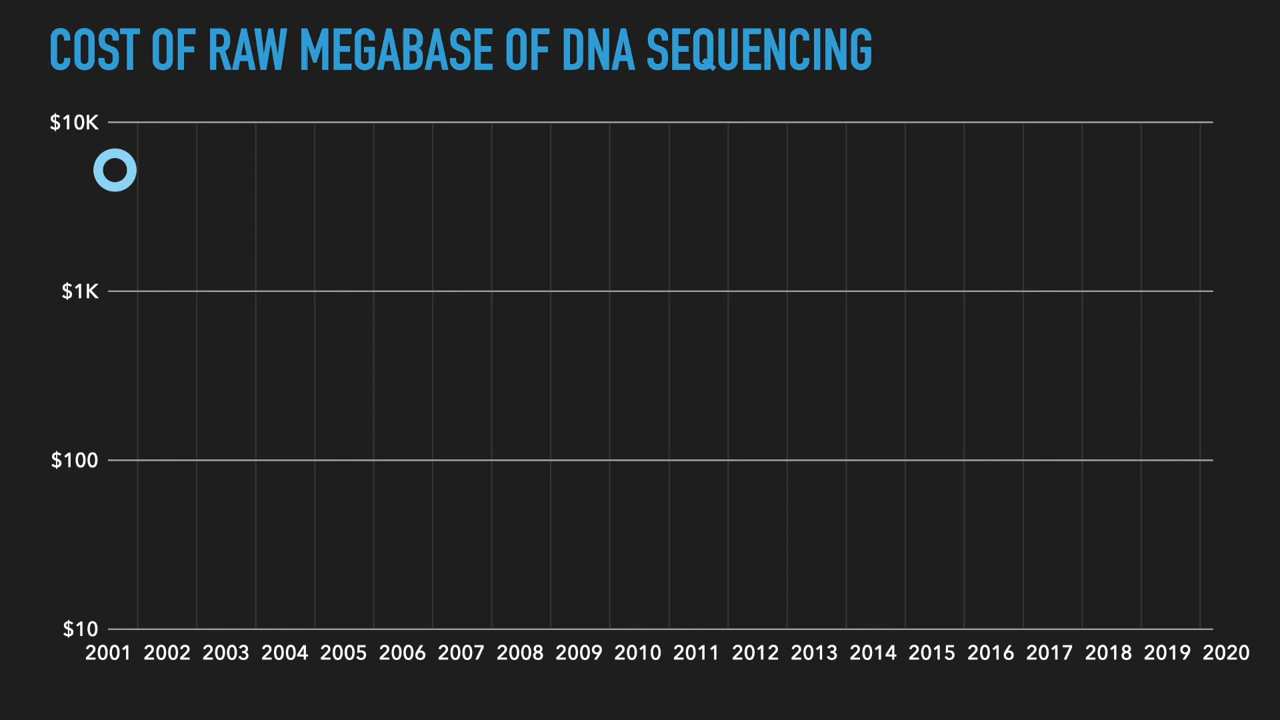 COST OF RAW MEGABASE OF DNA SEQUENCING
$10K
$1K
$100
$10
2001 2002 2003 2004 2005 2006 2007 2008 2009 2010 2011 2012 2013 2014 2015 2016 2017 2018 2019 2020